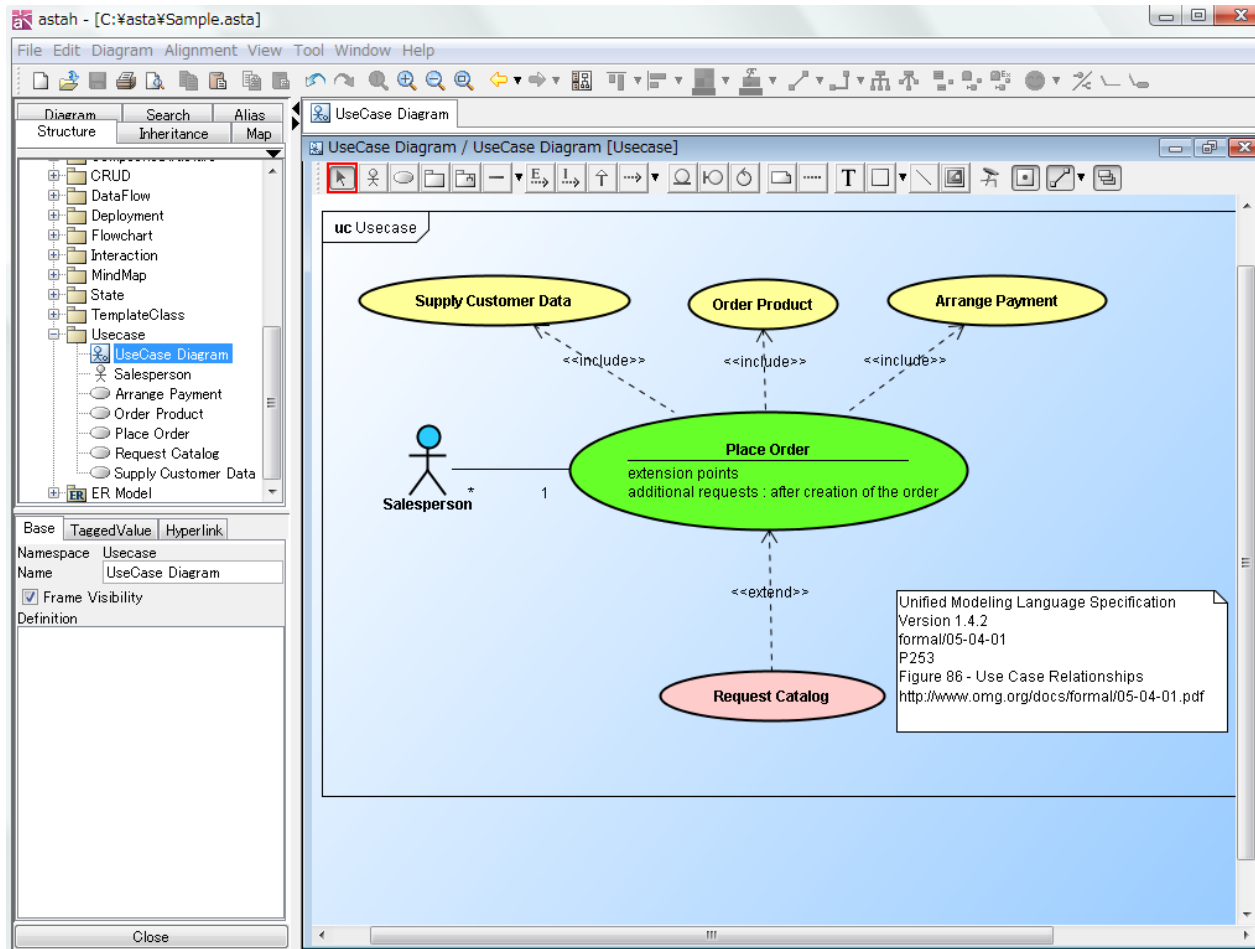 astah - [C:¥asta¥Sample.asta]
File Edit Diagram Alignment View Tool Window Help
Diagram Search Alias
Structure Inheritance Map
CRUD
DataFlow
Deployment
Flowchart
Interaction
MindMap
State
TemplateClass
Usecase
UseCase Diagram
Salesperson
Arrange Payment
Order Product
Place Order
Request Catalog
Supply Customer Data
ER Model
Base TaggedValue Hyperlink
Namespace Usecase
Name UseCase Diagram
Frame Visibility
Definition
Close
UseCase Diagram
UseCase Diagram / UseCase Diagram [Usecase]
T
uc Usecase
Supply Customer Data
Order Product
Arrange Payment
<<include>>
<<include>>
<<include>>
Place Order
extension points
additional requests : after creation of the order
* 1
Salesperson
<<extend>>
Request Catalog
Unified Modeling Language Specification
Version 1.4.2
formal/05-04-01
P253
Figure 86 - Use Case Relationships
http://www.omg.org/docs/formal/05-04-01.pdf